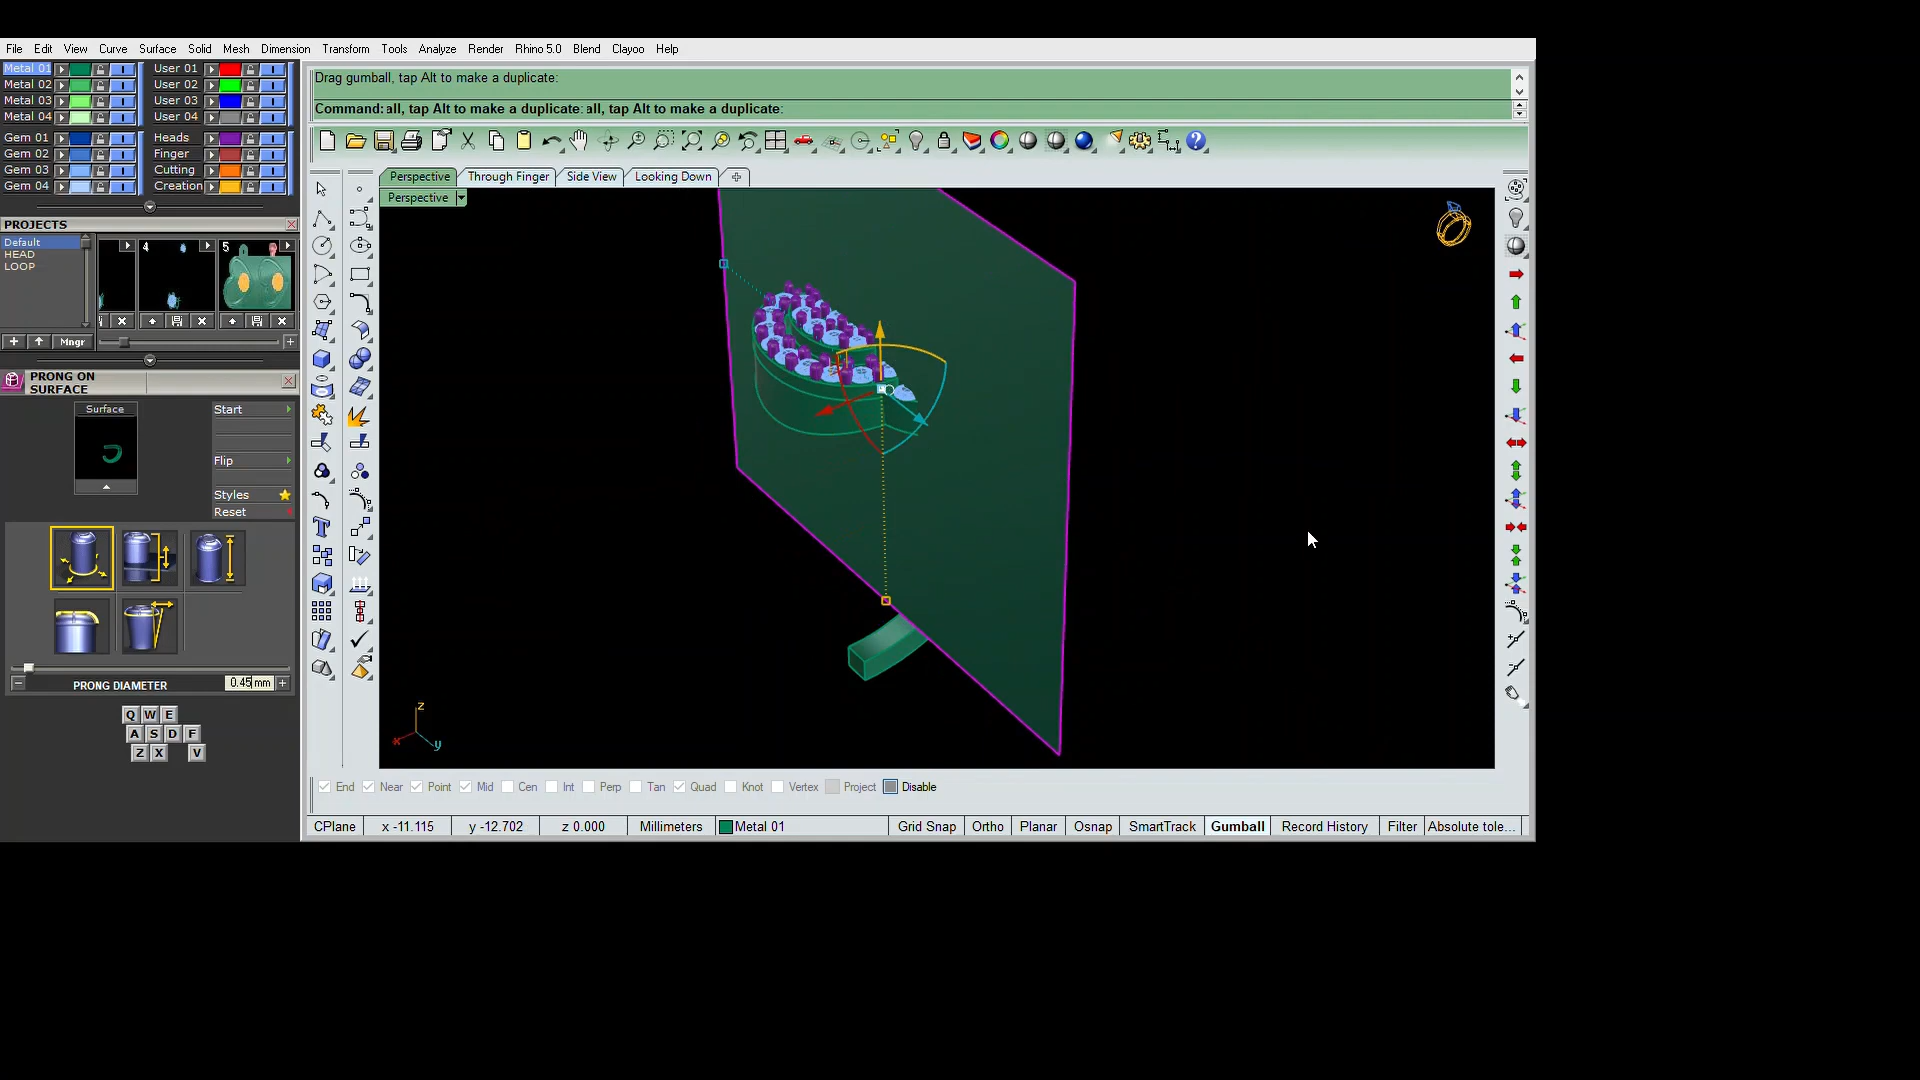 File Edit View Curve Surface Solid Mesh Dimension Transform Tools Analyze Render Rhino 5.0 Blend Clayoo Help
Metal 01 User 01
Metal 02 User 02
Metal 03 User 03
Metal 04 User 04
Gem 01 Heads
Gem 02 Finger
Gem 03 Cutting
Gem 04 Creation
Drag gumball, tap Alt to make a duplicate:
Command: all, tap Alt to make a duplicate: all, tap Alt to make a duplicate:
Perspective Through Finger Side View Looking Down
Perspective
PROJECTS
Default
HEAD
LOOP
4 5
Mngr
PRONG ON
SURFACE
Surface
Start
Flip
Styles
Reset
PRONG DIAMETER 0.45 mm
Q W E
A S D F
Z X V
z
x y
End Near Point Mid Cen Int Perp Tan Quad Knot Vertex Project Disable
CPlane x -11.115 y -12.702 z 0.000 Millimeters Metal 01 Grid Snap Ortho Planar Osnap SmartTrack Gumball Record History Filter Absolute tole...